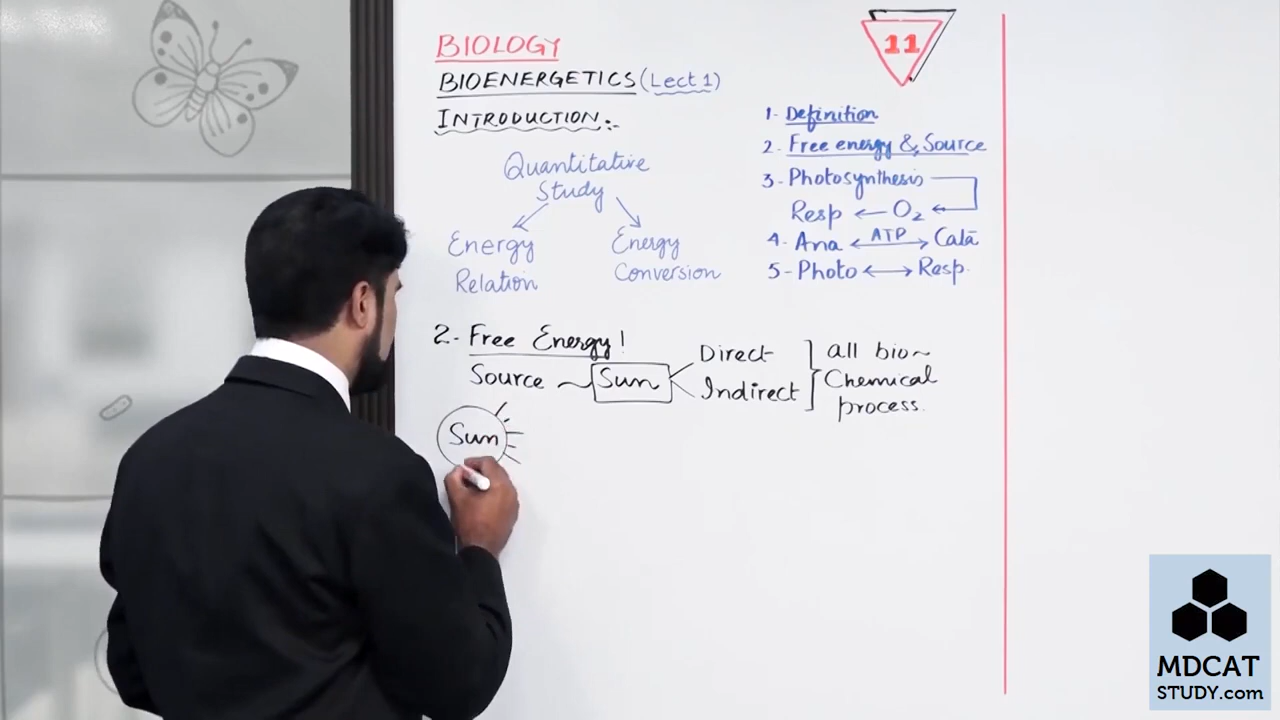 BIOLOGY
BIOENERGETICS (Lect 1)
INTRODUCTION:-
Quantitative
Study
Energy
Relation
Energy
Conversion
11
1- Definition
2- Free energy & Source
3- Photosynthesis
Resp ← O₂ ←
4- Ana ←ATP→ Cata
5- Photo ←→ Resp.
2- Free Energy!
Source ~ Sun
Direct
Indirect
all bio~
Chemical
process.
Sun
MDCAT
STUDY.com